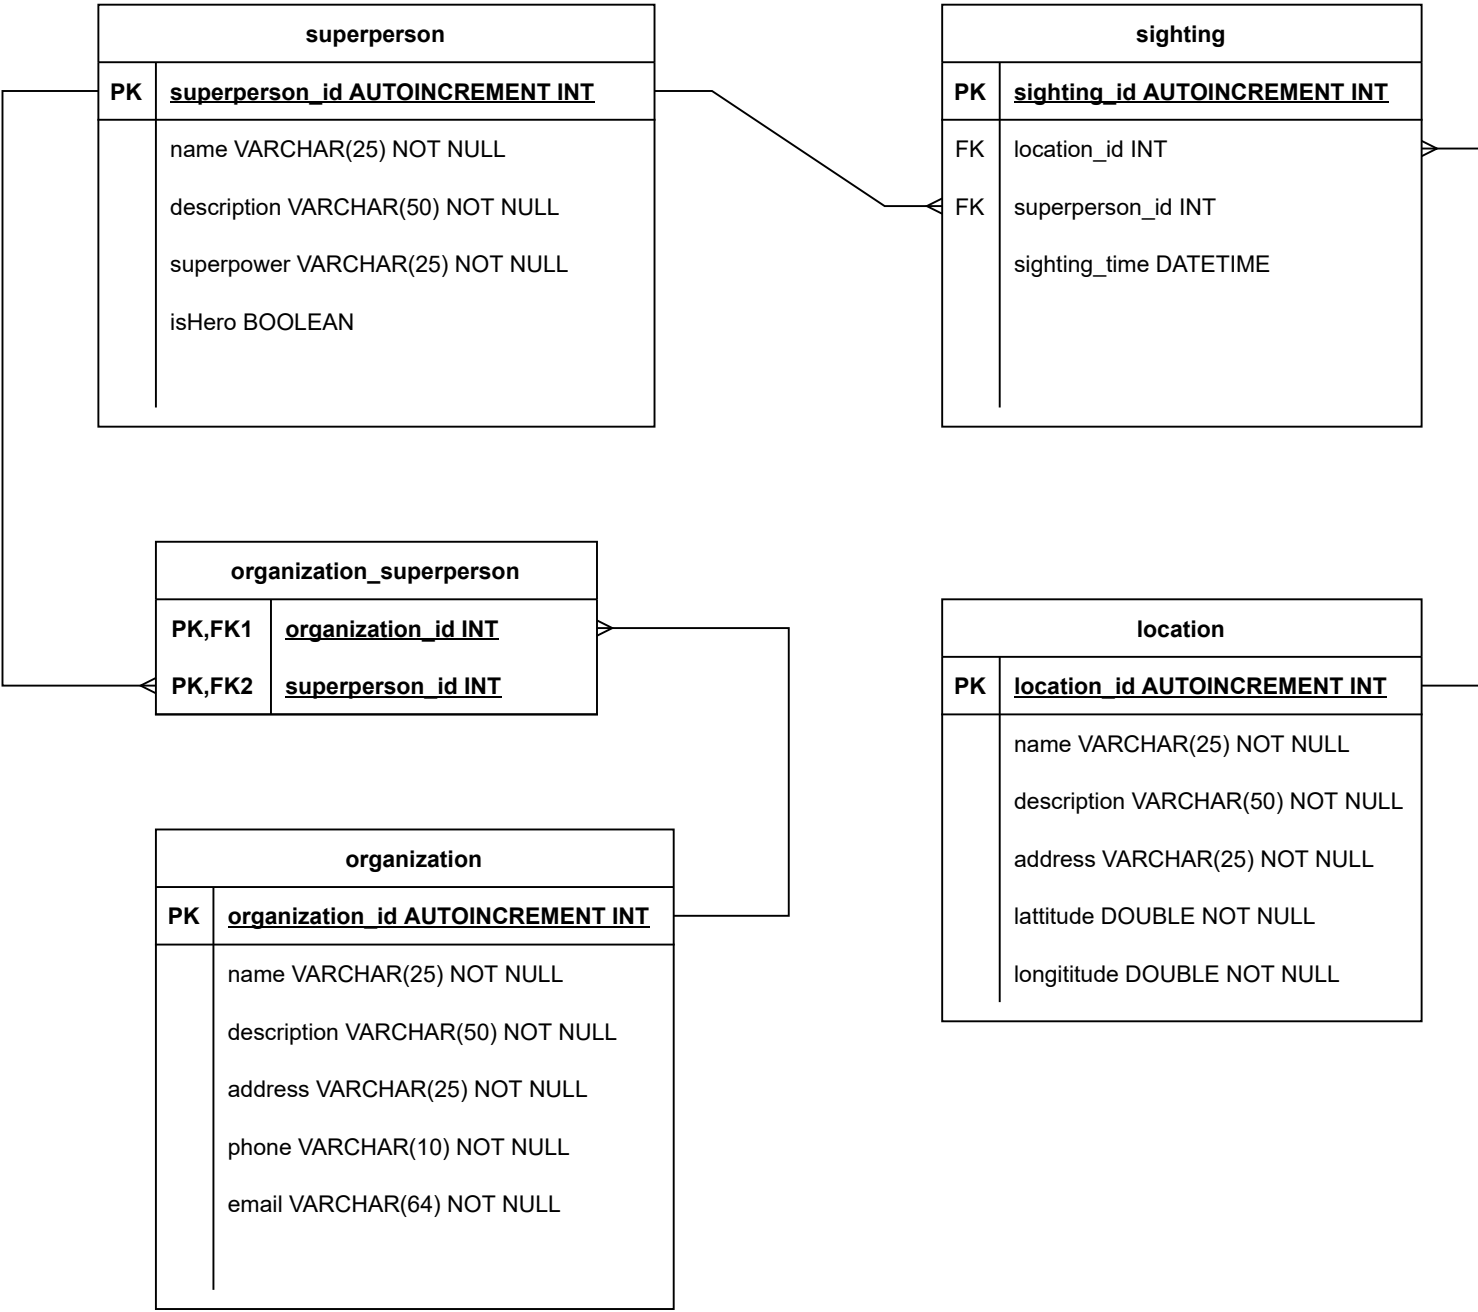 superperson
PK superperson_id AUTOINCREMENT INT
name VARCHAR(25) NOT NULL
description VARCHAR(50) NOT NULL
superpower VARCHAR(25) NOT NULL
isHero BOOLEAN
sighting
PK sighting_id AUTOINCREMENT INT
FK location_id INT
FK superperson_id INT
sighting_time DATETIME
organization_superperson
PK,FK1 organization_id INT
PK,FK2 superperson_id INT
location
PK location_id AUTOINCREMENT INT
name VARCHAR(25) NOT NULL
description VARCHAR(50) NOT NULL
address VARCHAR(25) NOT NULL
lattitude DOUBLE NOT NULL
longititude DOUBLE NOT NULL
organization
PK organization_id AUTOINCREMENT INT
name VARCHAR(25) NOT NULL
description VARCHAR(50) NOT NULL
address VARCHAR(25) NOT NULL
phone VARCHAR(10) NOT NULL
email VARCHAR(64) NOT NULL